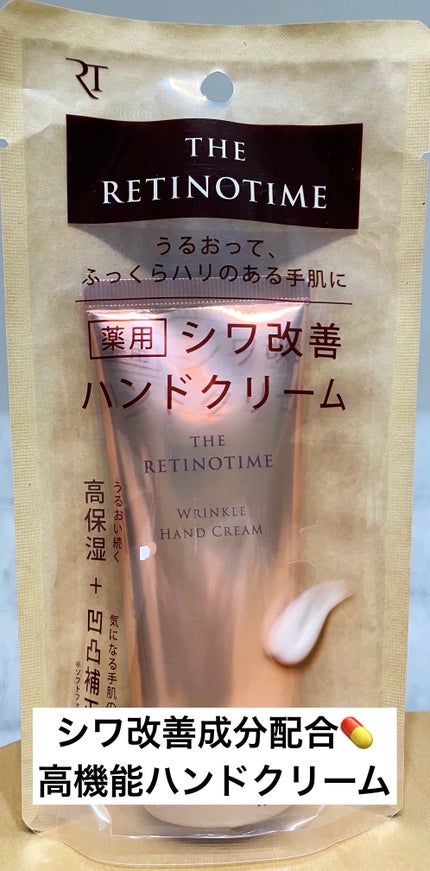 RT
THE
RETINOTIME
うるおって、
ふっくらハリのある手肌に
薬用 シワ改善
ハンドクリーム
THE
RETINOTIME
WRINKLE
HAND CREAM
うるおい続く
高保湿
+
気になる手肌の
凹凸補正
シワ改善成分配合💊
高機能ハンドクリーム